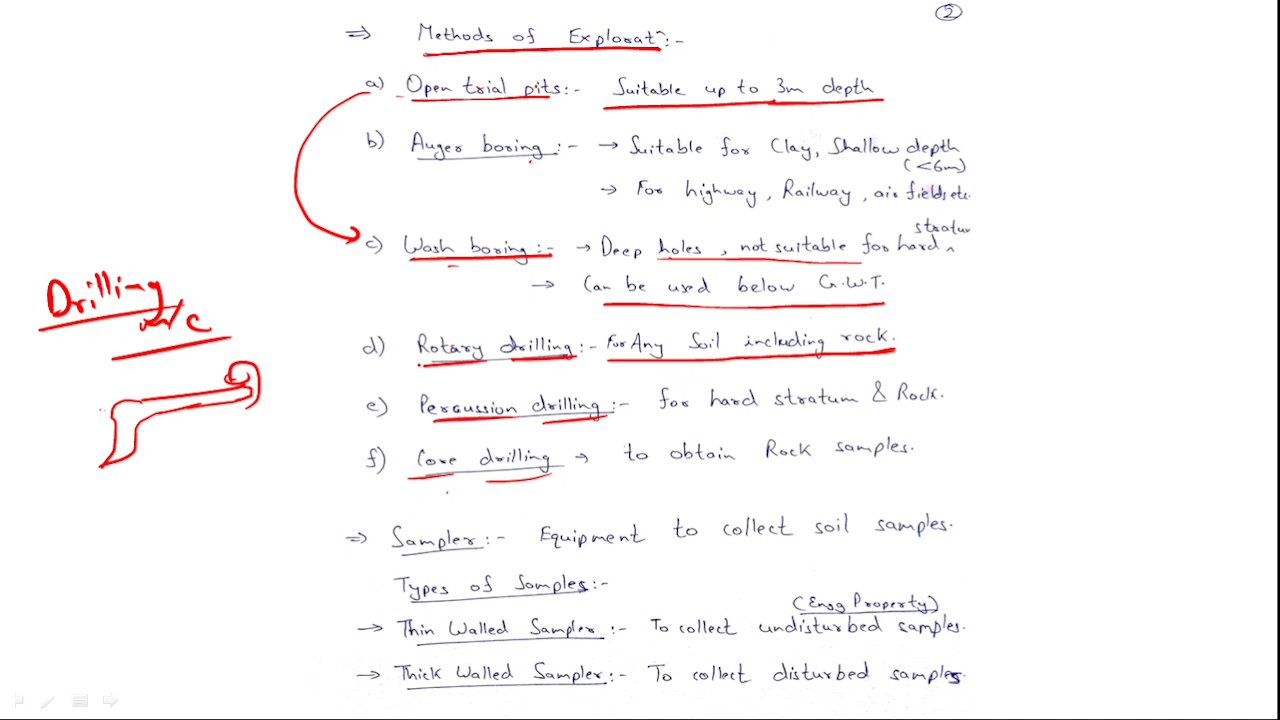 ②
⇒ Methods of Explorat^n:-
a) Open trial pits:- Suitable up to 3m depth
b) Auger boring:- → Suitable for Clay, Shallow depth
(<6m)
→ For highway, Railway, air fields etc.
c) Wash boring:- → Deep holes, not suitable for hard ^ stratum
→ Can be used below G.W.T.
Drilling
m/c
d) Rotary drilling:- For Any Soil including rock.
e) Percussion drilling:- for hard stratum & Rock.
f) Core drilling → to obtain Rock samples.
⇒ Sampler:- Equipment to collect soil samples.
Types of Samples:-
(Engg Property)
→ Thin Walled Sampler:- To collect undisturbed samples.
→ Thick Walled Sampler:- To collect disturbed samples.